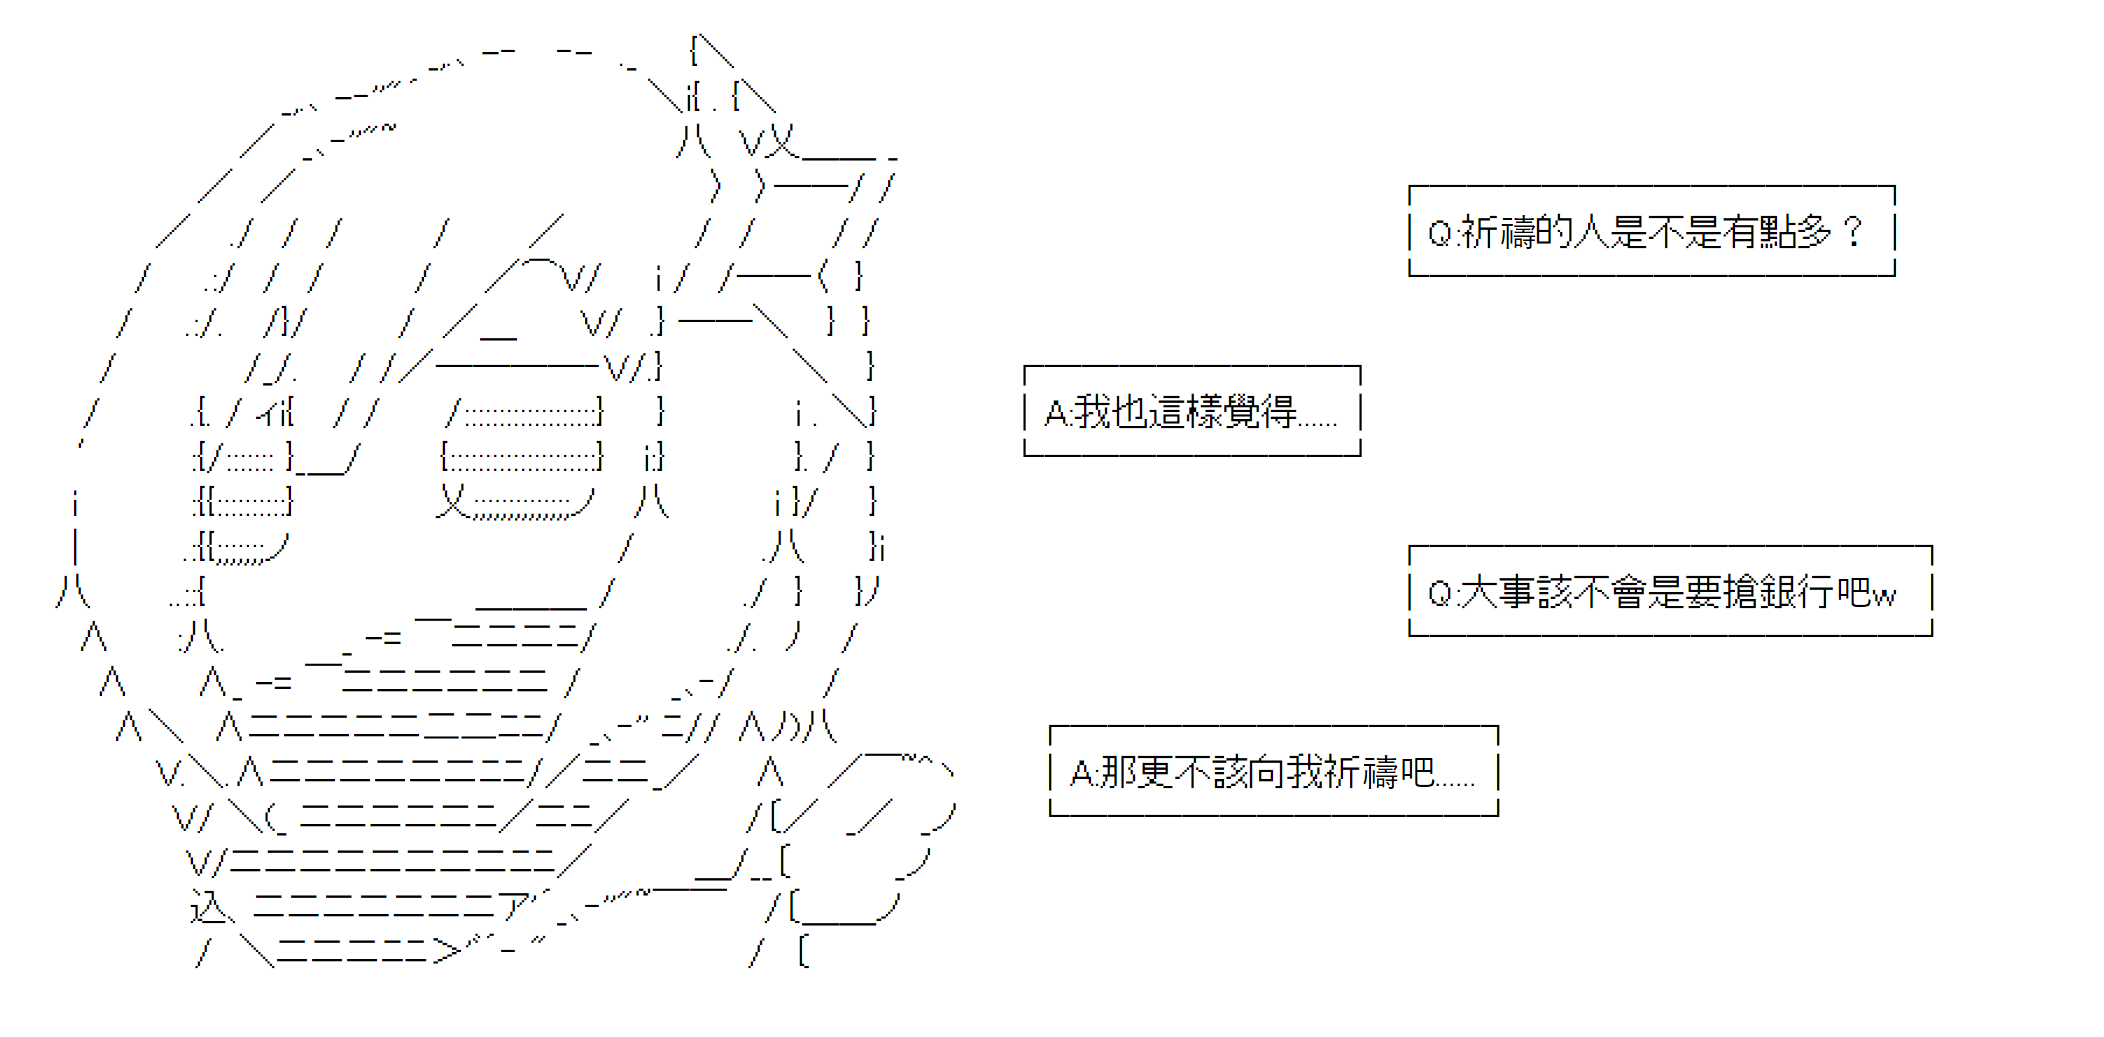 Q:祈禱的人是不是有點多？
A:我也這樣覺得......
Q:大事該不會是要搶銀行吧w
A:那更不該向我祈禱吧......